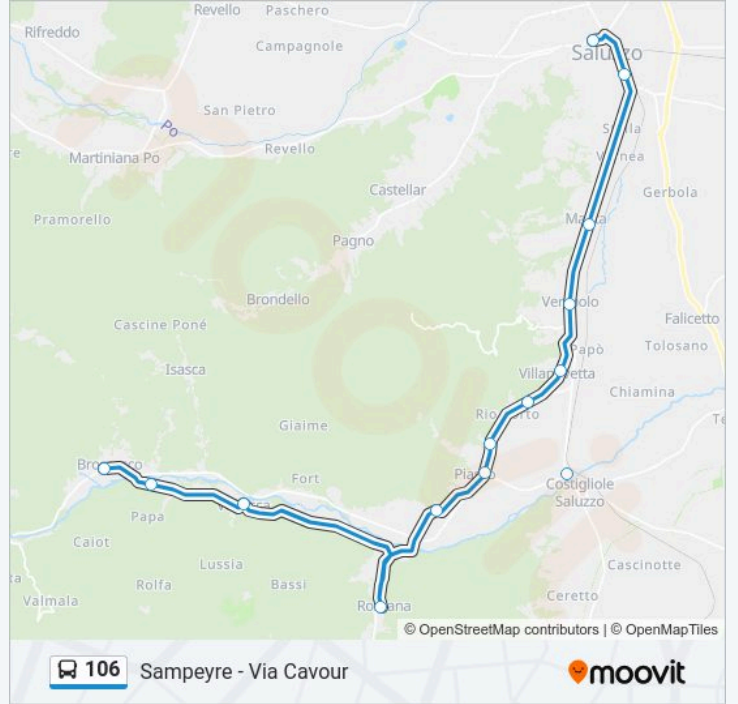 Revello
Paschero
Rifreddo
Campagnole
Saluzzo
San Pietro
Po
Revello
Martiniana Po
Castellar
Gerbola
Pramorello
Pagno
Brondello
Falicetto
Cascine Poné
Papò
Tolosano
Isasca
Chiamina
Giaime
Fort
Costigliole
Saluzzo
Papa
Caiot
Lussia
Cascinotte
Rolfa
Bassi
Ceretto
Valmala
© OpenStreetMap contributors | © OpenMapTiles
106 Sampeyre - Via Cavour
moovit